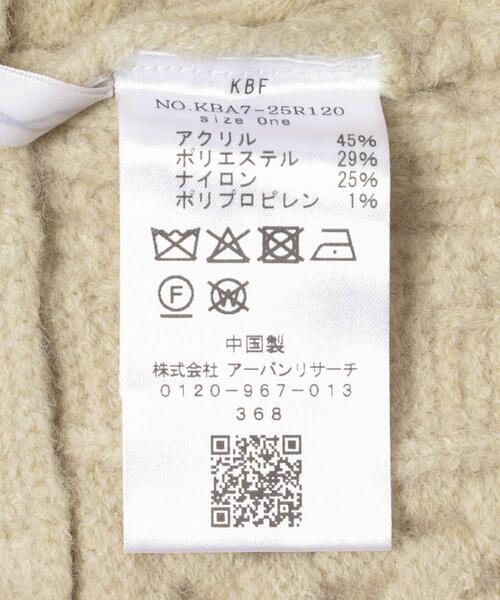 KBF
NO.KBA7-25R120
size One
アクリル 45%
ポリエステル 29%
ナイロン 25%
ポリプロピレン 1%
F
W
中国製
株式会社 アーバンリサーチ
0120-967-013
368